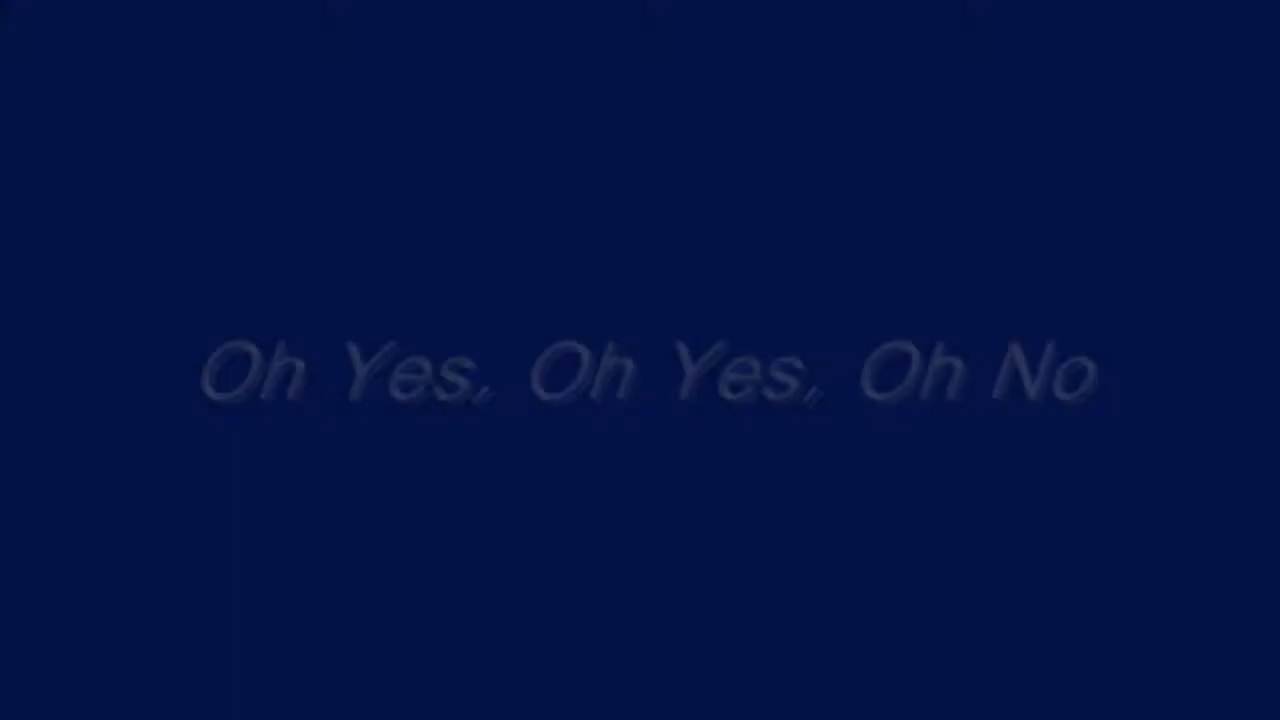 Oh Yes, Oh Yes, Oh No